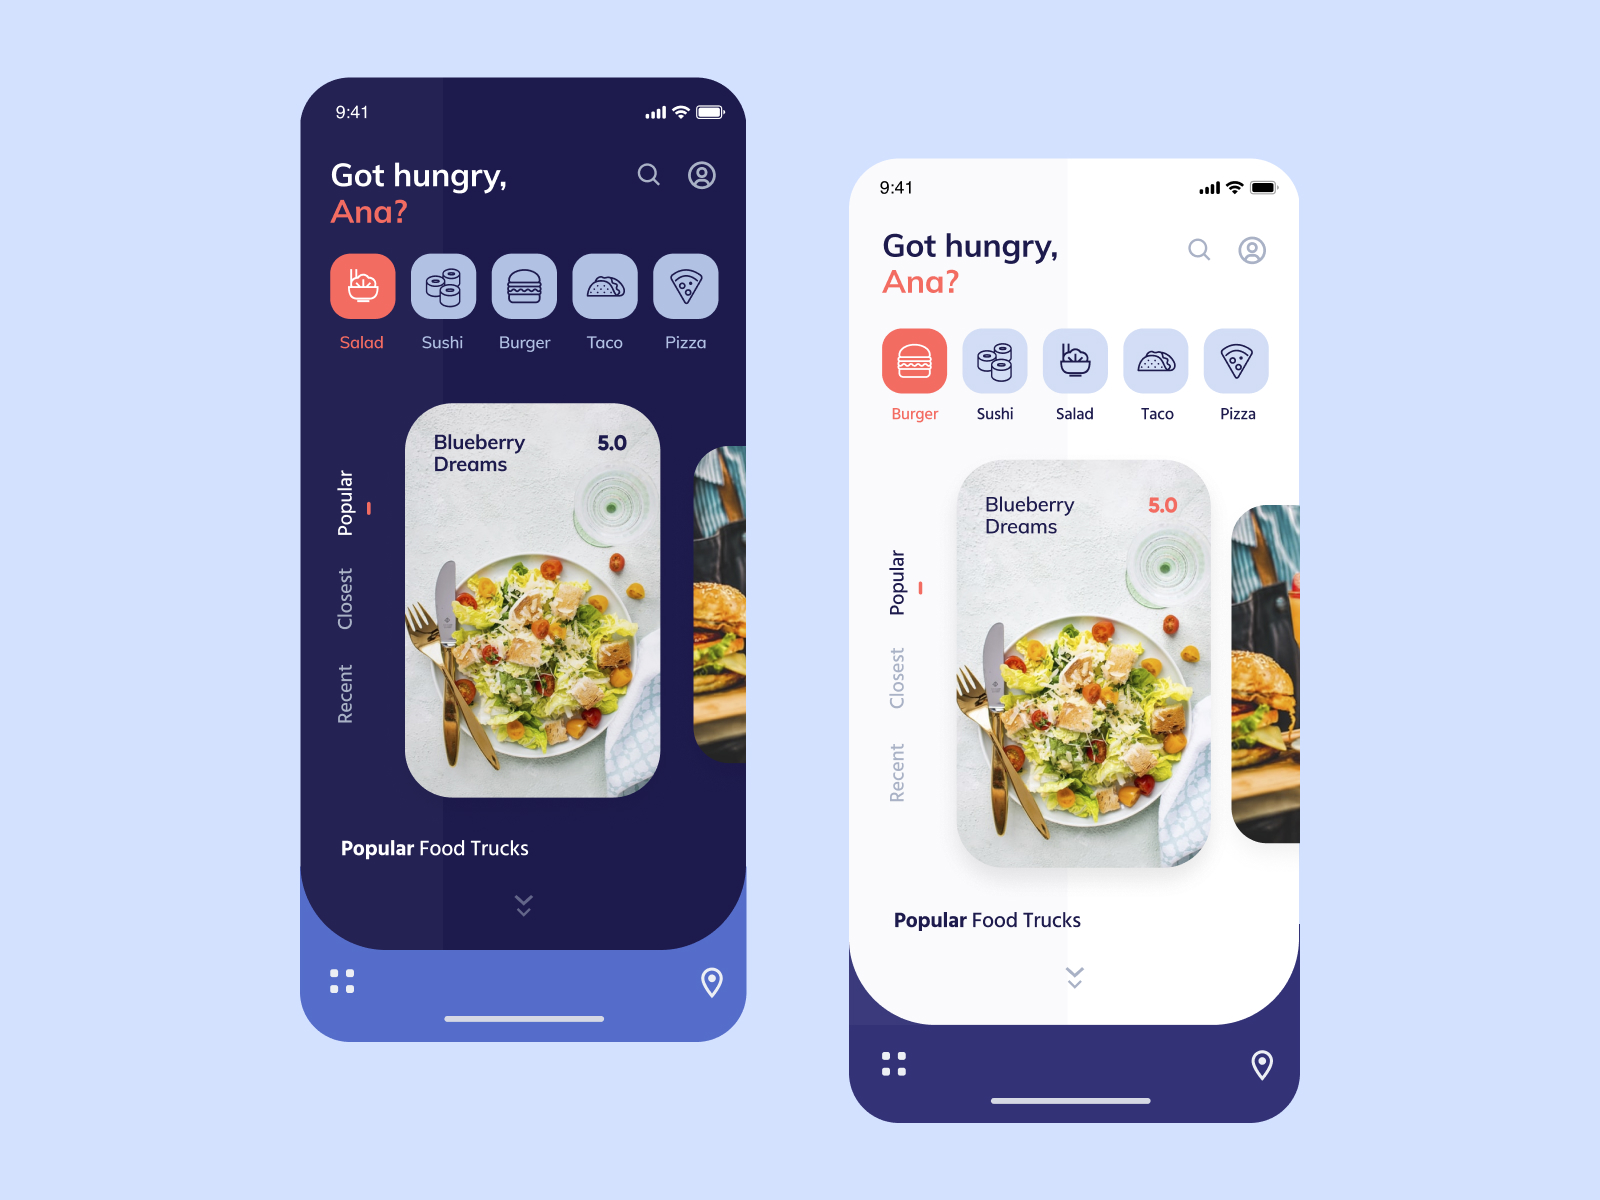 9:41
Got hungry,
Ana?
Salad
Sushi
Burger
Taco
Pizza
Blueberry
Dreams
5.0
Popular
Closest
Recent
Popular Food Trucks
9:41
Got hungry,
Ana?
Burger
Sushi
Salad
Taco
Pizza
Blueberry
Dreams
5.0
Popular
Closest
Recent
Popular Food Trucks